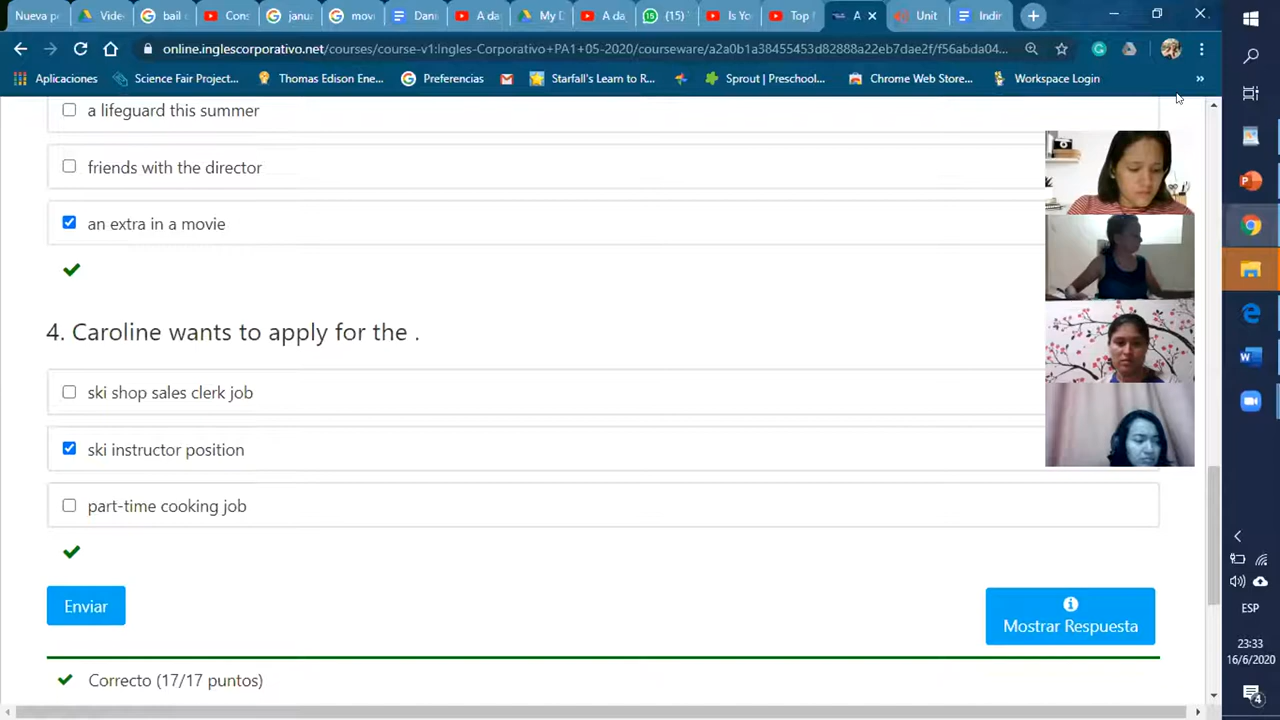 Nueva p
Vide
bail c
Cons
janu
movi
Dani
A da
My D
A da
(15)
Is Yo
Top
A
Unit
Indir
online.inglescorporativo.net/courses/course-v1:Ingles-Corporativo+PA1+05-2020/courseware/a2a0b1a38455453d82888a22eb7dae2f/f56abda04...
Aplicaciones
Science Fair Project...
Thomas Edison Ene...
Preferencias
Starfall's Learn to R...
Sprout | Preschool...
Chrome Web Store...
Workspace Login
»
a lifeguard this summer
friends with the director
an extra in a movie
4. Caroline wants to apply for the .
ski shop sales clerk job
ski instructor position
part-time cooking job
Enviar
Mostrar Respuesta
Correcto (17/17 puntos)
ESP
23:33
16/6/2020
4